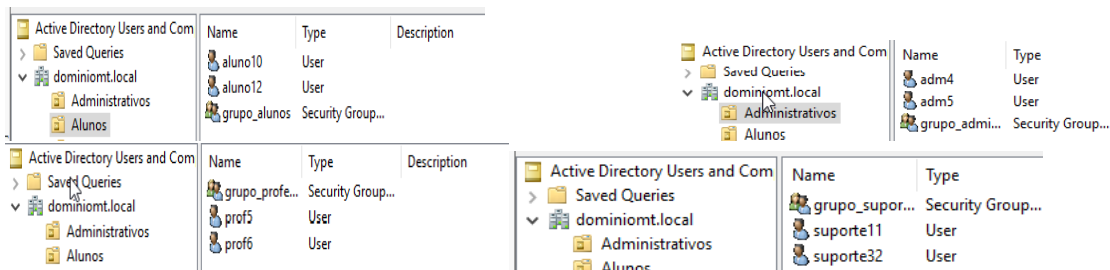 Active Directory Users and Com
Saved Queries
dominiomt.local
Administrativos
Alunos
Name Type Description
aluno10 User
aluno12 User
grupo_alunos Security Group...
Active Directory Users and Com
Saved Queries
dominiomt.local
Administrativos
Alunos
Name Type
adm4 User
adm5 User
grupo_admi... Security Group...
Active Directory Users and Com
Saved Queries
dominiomt.local
Administrativos
Alunos
Name Type Description
grupo_profe... Security Group...
prof5 User
prof6 User
Active Directory Users and Com
Saved Queries
dominiomt.local
Administrativos
Alunos
Name Type
grupo_supor... Security Group...
suporte11 User
suporte32 User